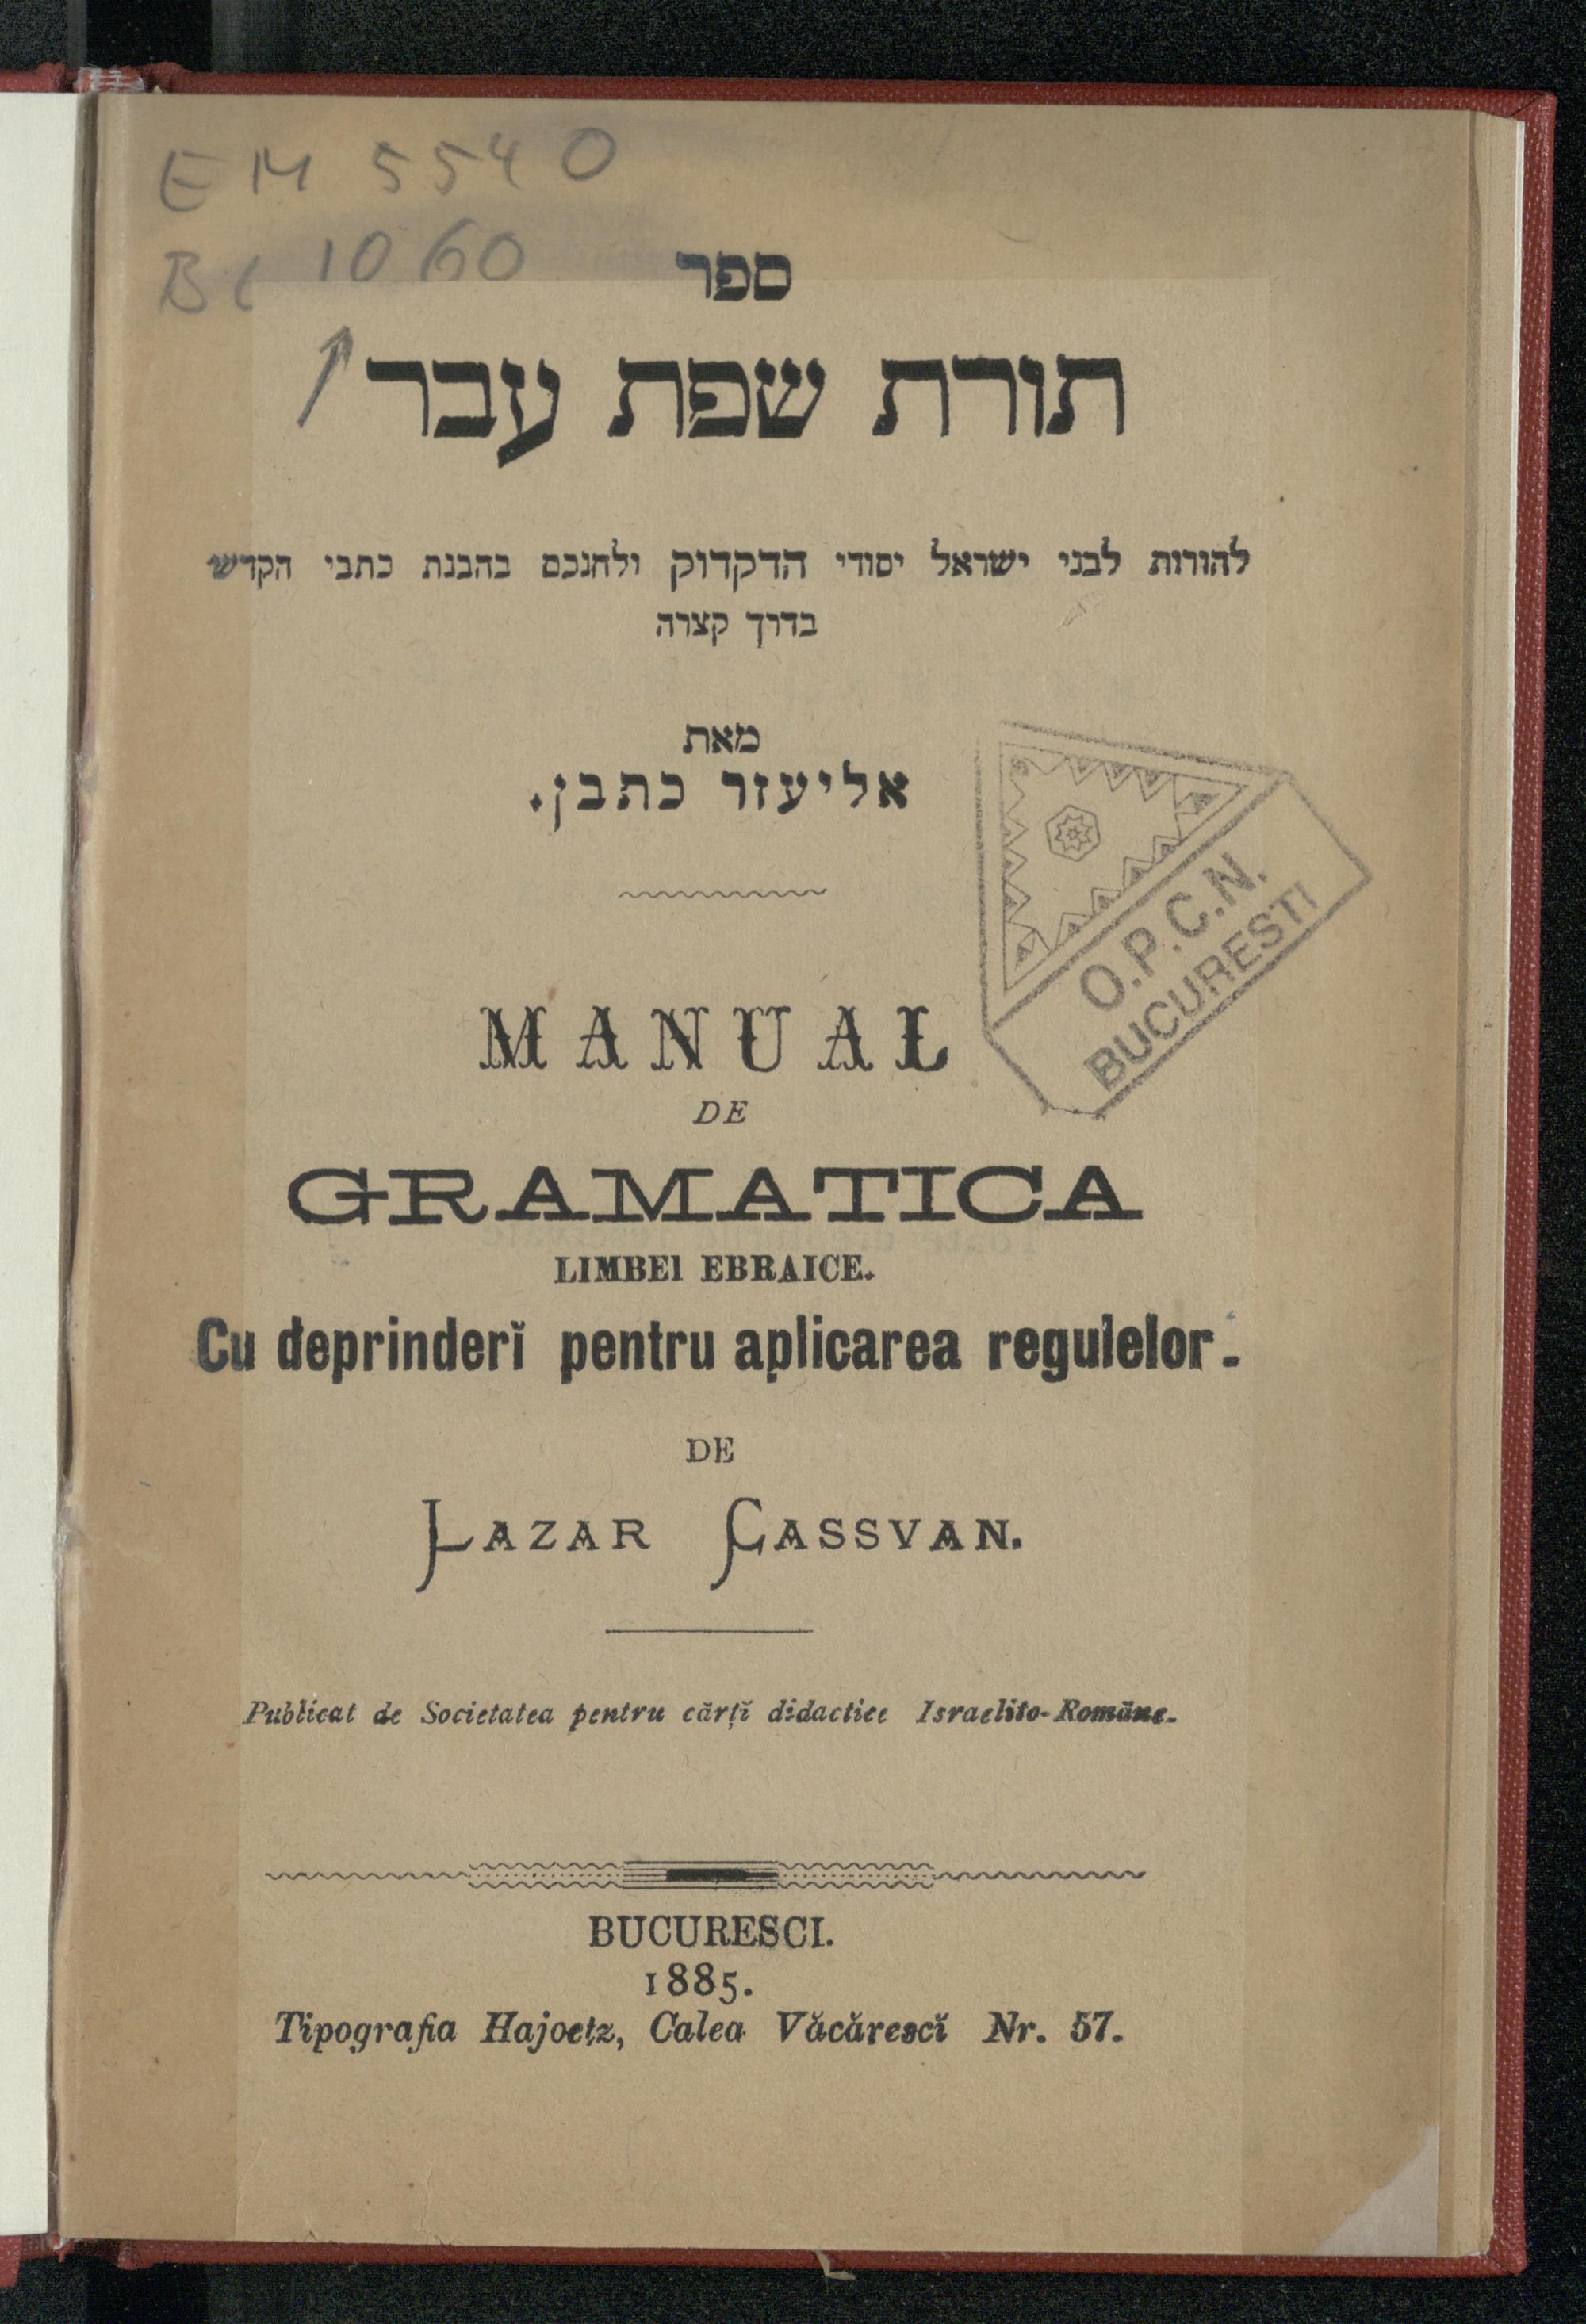 EM 5540
1060
ספר
תורת שפת עבר
להורות לבני ישראל יסודי הדקדוק ולחנכם בהבנת כתבי הקדש
בדרך קצרה
מאת
אליעזר כתבן.
O.P.C.N.
BUCURESTI
MANUAL
DE
GRAMATICA
LIMBEI EBRAICE.
Cu deprinderĭ pentru aplicarea regulelor.
DE
LAZAR CASSVAN.
Publicat de Societatea pentru cărţĭ didactice Israelito-Române.
BUCURESCI.
1885.
Tipografia Hajoetz, Calea Văcărescĭ Nr. 57.